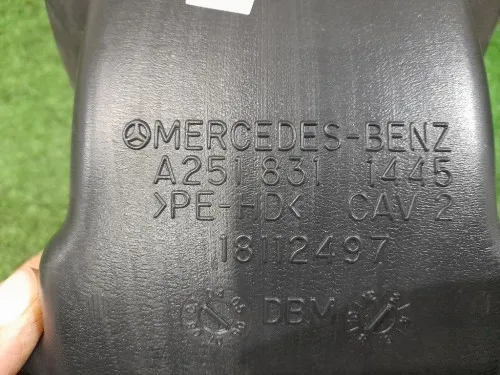 MERCEDES-BENZ
A251 831 1445
>PE-HD< CAV 2
18112497
DBM